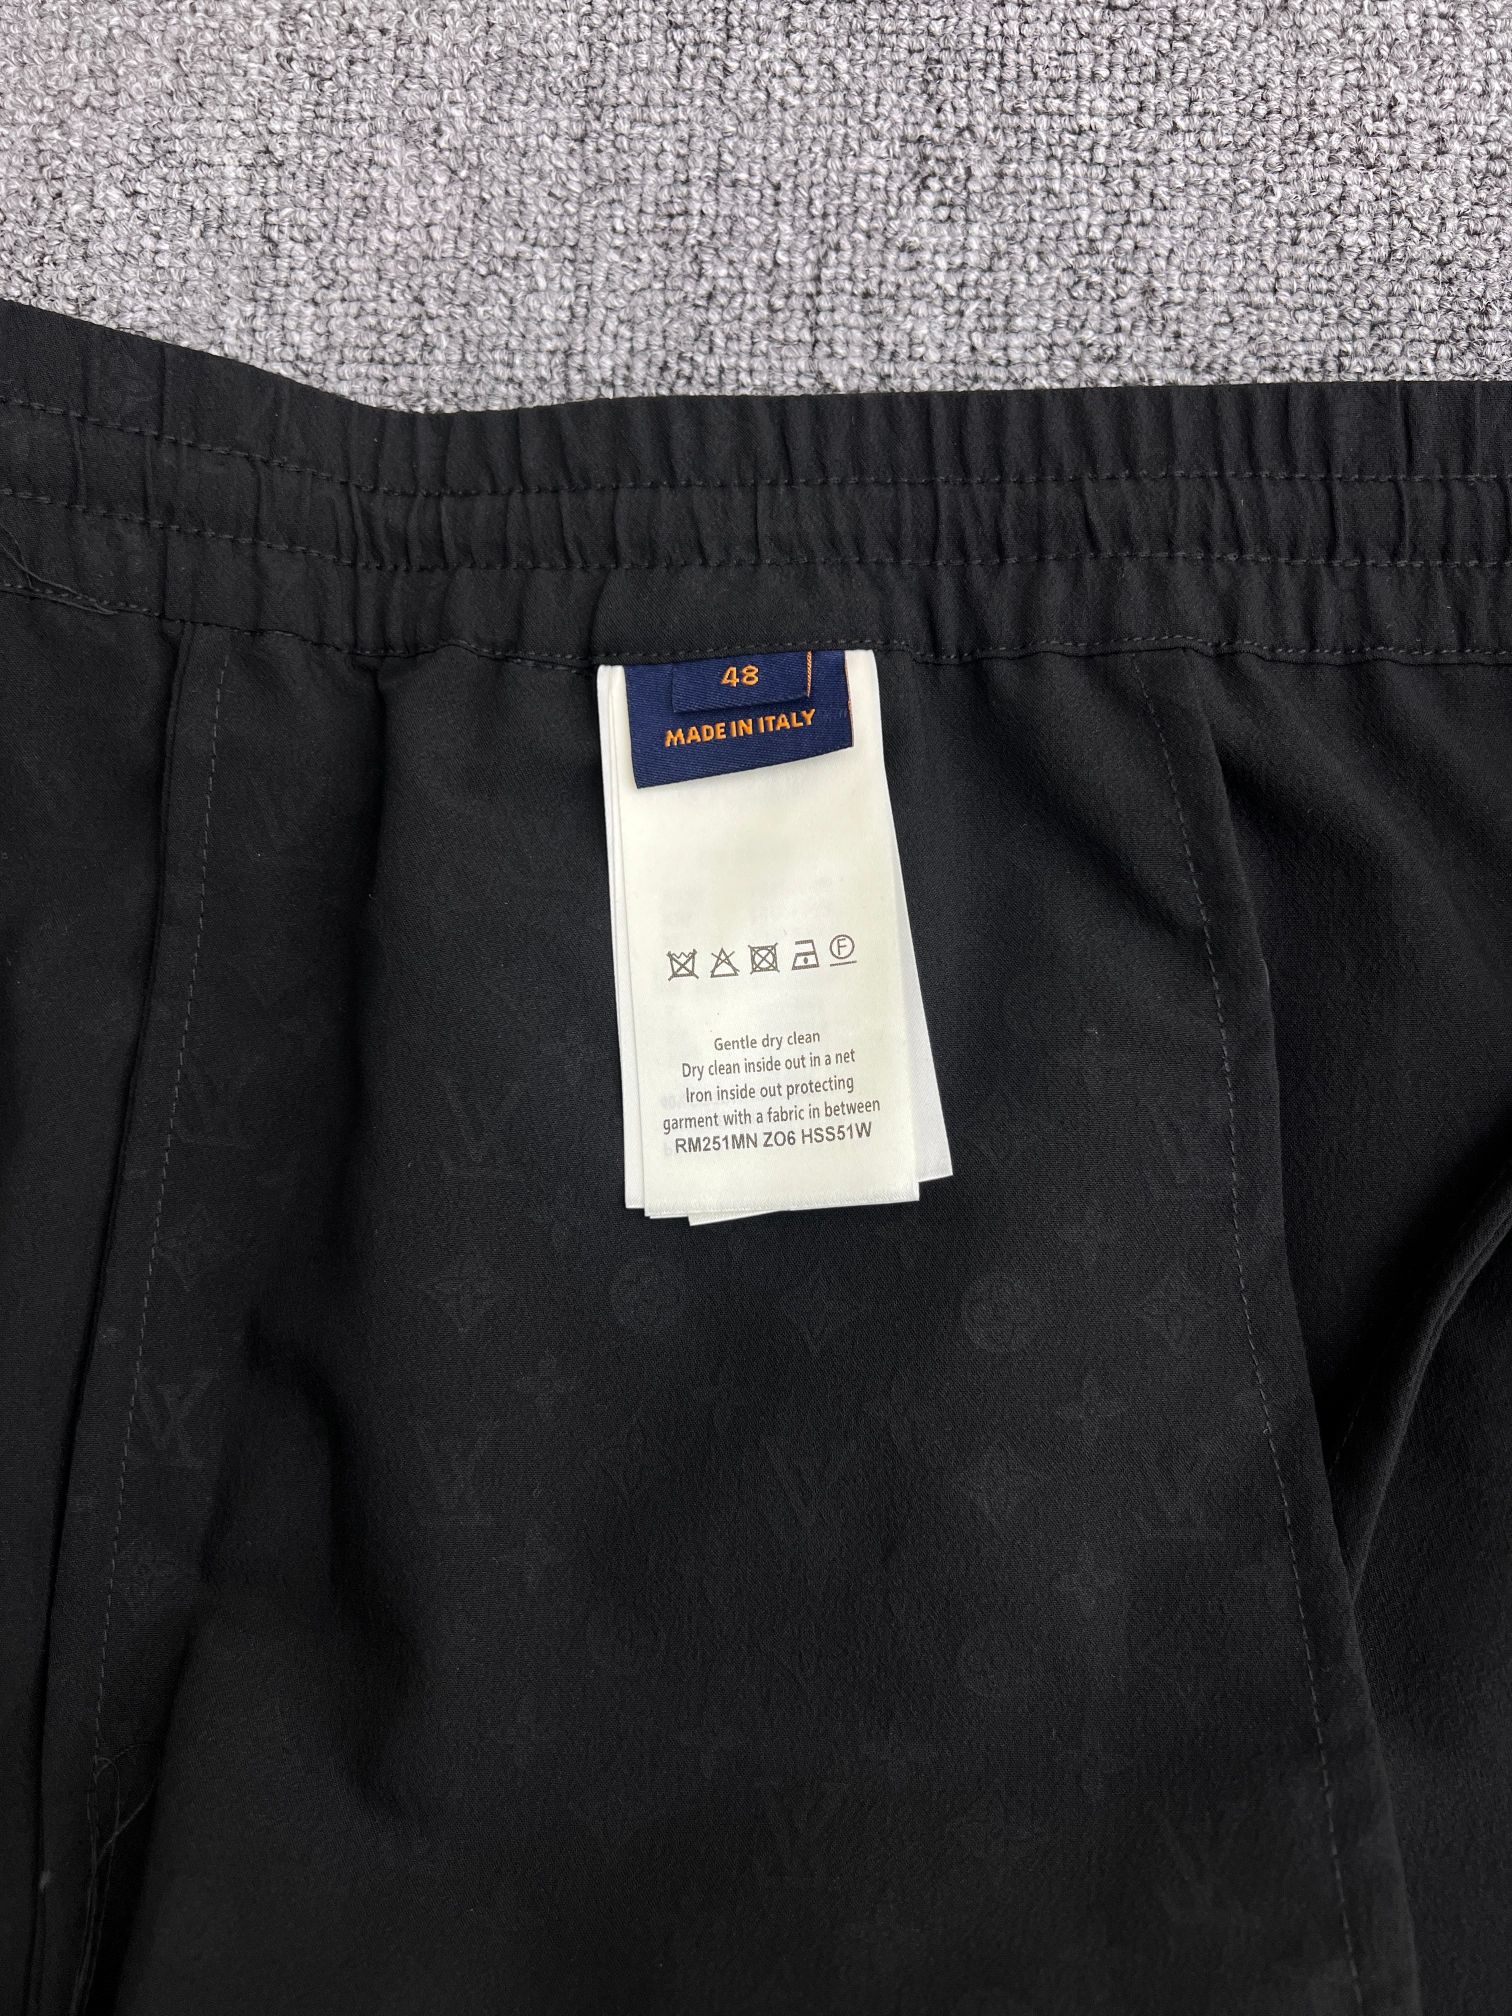 48
MADE IN ITALY
F
Gentle dry clean
Dry clean inside out in a net
Iron inside out protecting
garment with a fabric in between
RM251MN ZO6 HSS51W